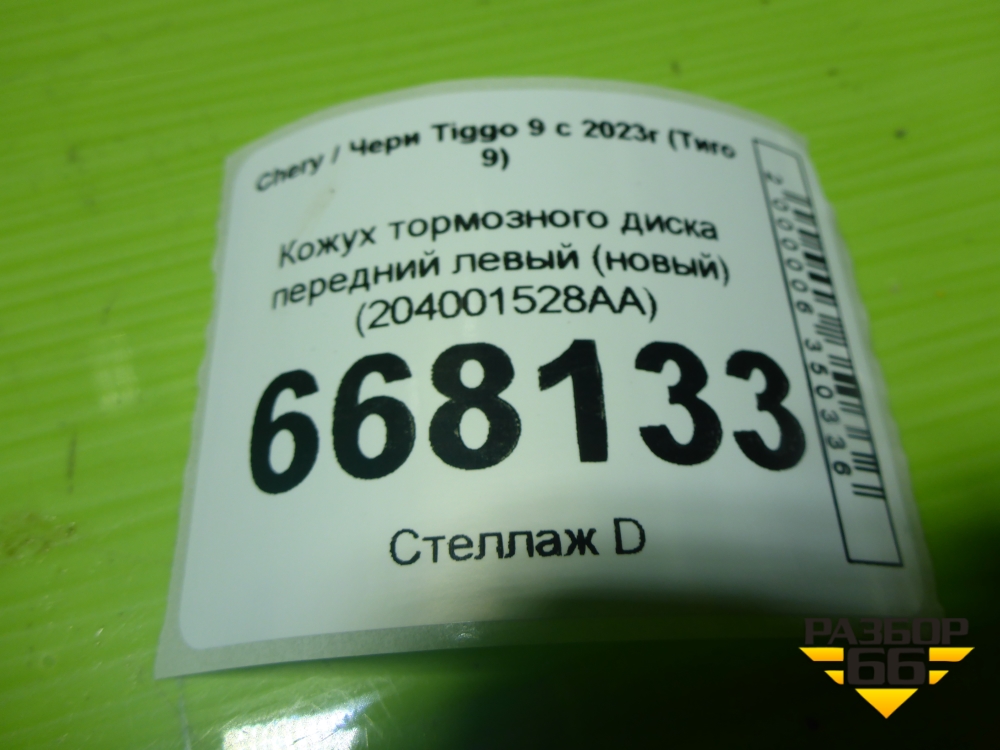 Chery / Чери Tiggo 9 с 2023г (Тиго
9)
Кожух тормозного диска
передний левый (новый)
(204001528AA)
668133
Стеллаж D
2000006350336
РАЗБОР
66